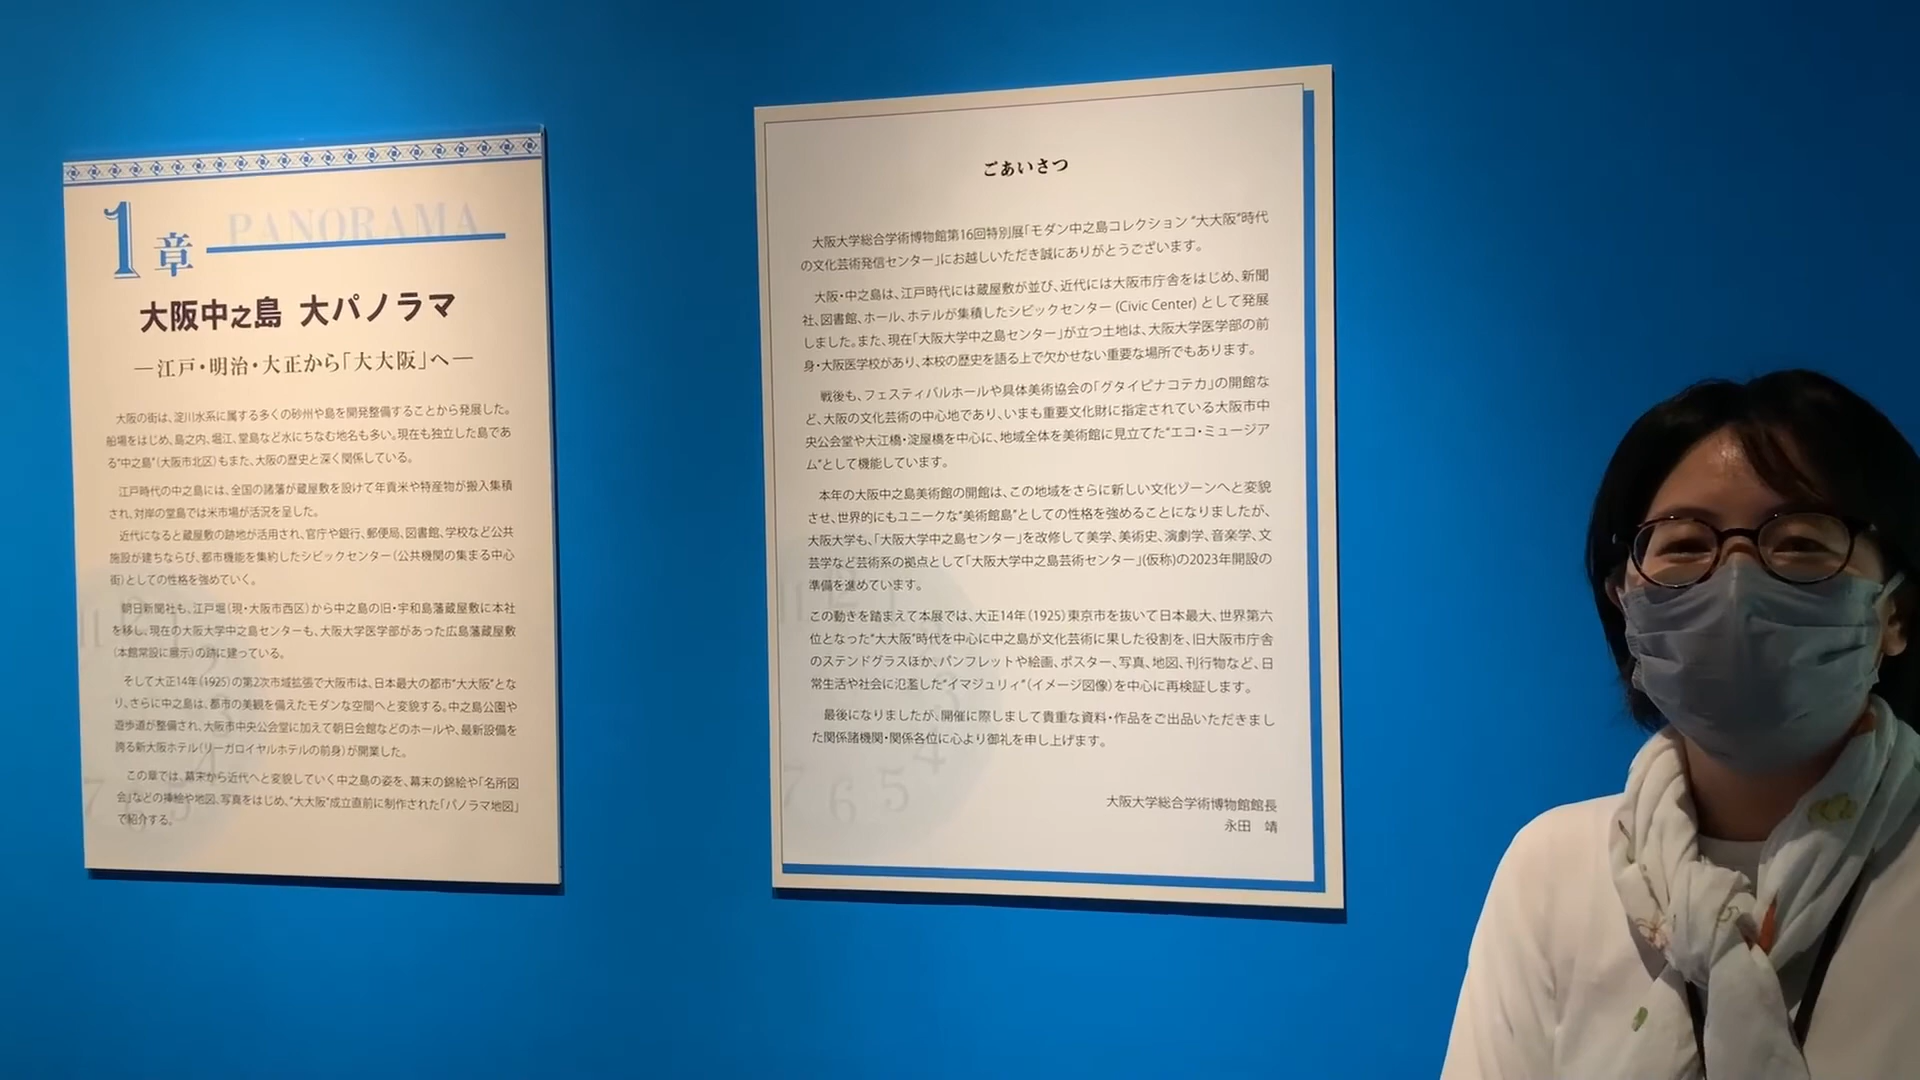 1章
PANORAMA
大阪中之島 大パノラマ
―江戸・明治・大正から「大大阪」へ―
大阪の街は、淀川水系に属する多くの砂州や島を開発整備することから発展した。
船場をはじめ、島之内、堀江、堂島など水にちなむ地名も多い。現在も独立した島であ
る“中之島”(大阪市北区)もまた、大阪の歴史と深く関係している。
江戸時代の中之島には、全国の諸藩が蔵屋敷を設けて年貢米や特産物が搬入集積
され、対岸の堂島では米市場が活況を呈した。
近代になると蔵屋敷の跡地が活用され、官庁や銀行、郵便局、図書館、学校など公共
施設が建ちならび、都市機能を集約したシビックセンター(公共機関の集まる中心
街)としての性格を強めていく。
朝日新聞社も、江戸堀(現・大阪市西区)から中之島の旧・宇和島藩蔵屋敷に本社
を移し、現在の大阪大学中之島センターも、大阪大学医学部があった広島藩蔵屋敷
(本館常設に展示)の跡に建っている。
そして大正14年(1925)の第2次市域拡張で大阪市は、日本最大の都市“大大阪”とな
り、さらに中之島は、都市の美観を備えたモダンな空間へと変貌する。中之島公園や
遊歩道が整備され、大阪市中央公会堂に加えて朝日会館などのホールや、最新設備を
誇る新大阪ホテル(リーガロイヤルホテルの前身)が開業した。
この章では、幕末から近代へと変貌していく中之島の姿を、幕末の錦絵や「名所図
会」などの挿絵や地図、写真をはじめ、“大大阪”成立直前に制作された「パノラマ地図」
で紹介する。
ごあいさつ
大阪大学総合学術博物館第16回特別展「モダン中之島コレクション “大大阪”時代
の文化芸術発信センター」にお越しいただき誠にありがとうございます。
大阪・中之島は、江戸時代には蔵屋敷が並び、近代には大阪市庁舎をはじめ、新聞
社、図書館、ホール、ホテルが集積したシビックセンター (Civic Center) として発展
しました。また、現在「大阪大学中之島センター」が立つ土地は、大阪大学医学部の前
身・大阪医学校があり、本校の歴史を語る上で欠かせない重要な場所でもあります。
戦後も、フェスティバルホールや具体美術協会の「グタイピナコテカ」の開館な
ど、大阪の文化芸術の中心地であり、いまも重要文化財に指定されている大阪市中
央公会堂や大江橋・淀屋橋を中心に、地域全体を美術館に見立てた“エコ・ミュージア
ム”として機能しています。
本年の大阪中之島美術館の開館は、この地域をさらに新しい文化ゾーンへと変貌
させ、世界的にもユニークな“美術館島”としての性格を強めることになりましたが、
大阪大学も、「大阪大学中之島センター」を改修して美学、美術史、演劇学、音楽学、文
芸学など芸術系の拠点として「大阪大学中之島芸術センター」(仮称)の2023年開設の
準備を進めています。
この動きを踏まえて本展では、大正14年(1925)東京市を抜いて日本最大、世界第六
位となった“大大阪”時代を中心に中之島が文化芸術に果した役割を、旧大阪市庁舎
のステンドグラスほか、パンフレットや絵画、ポスター、写真、地図、刊行物など、日
常生活や社会に氾濫した“イマジュリィ”(イメージ図像)を中心に再検証します。
最後になりましたが、開催に際しまして貴重な資料・作品をご出品いただきまし
た関係諸機関・関係各位に心より御礼を申し上げます。
大阪大学総合学術博物館館長
永田 靖